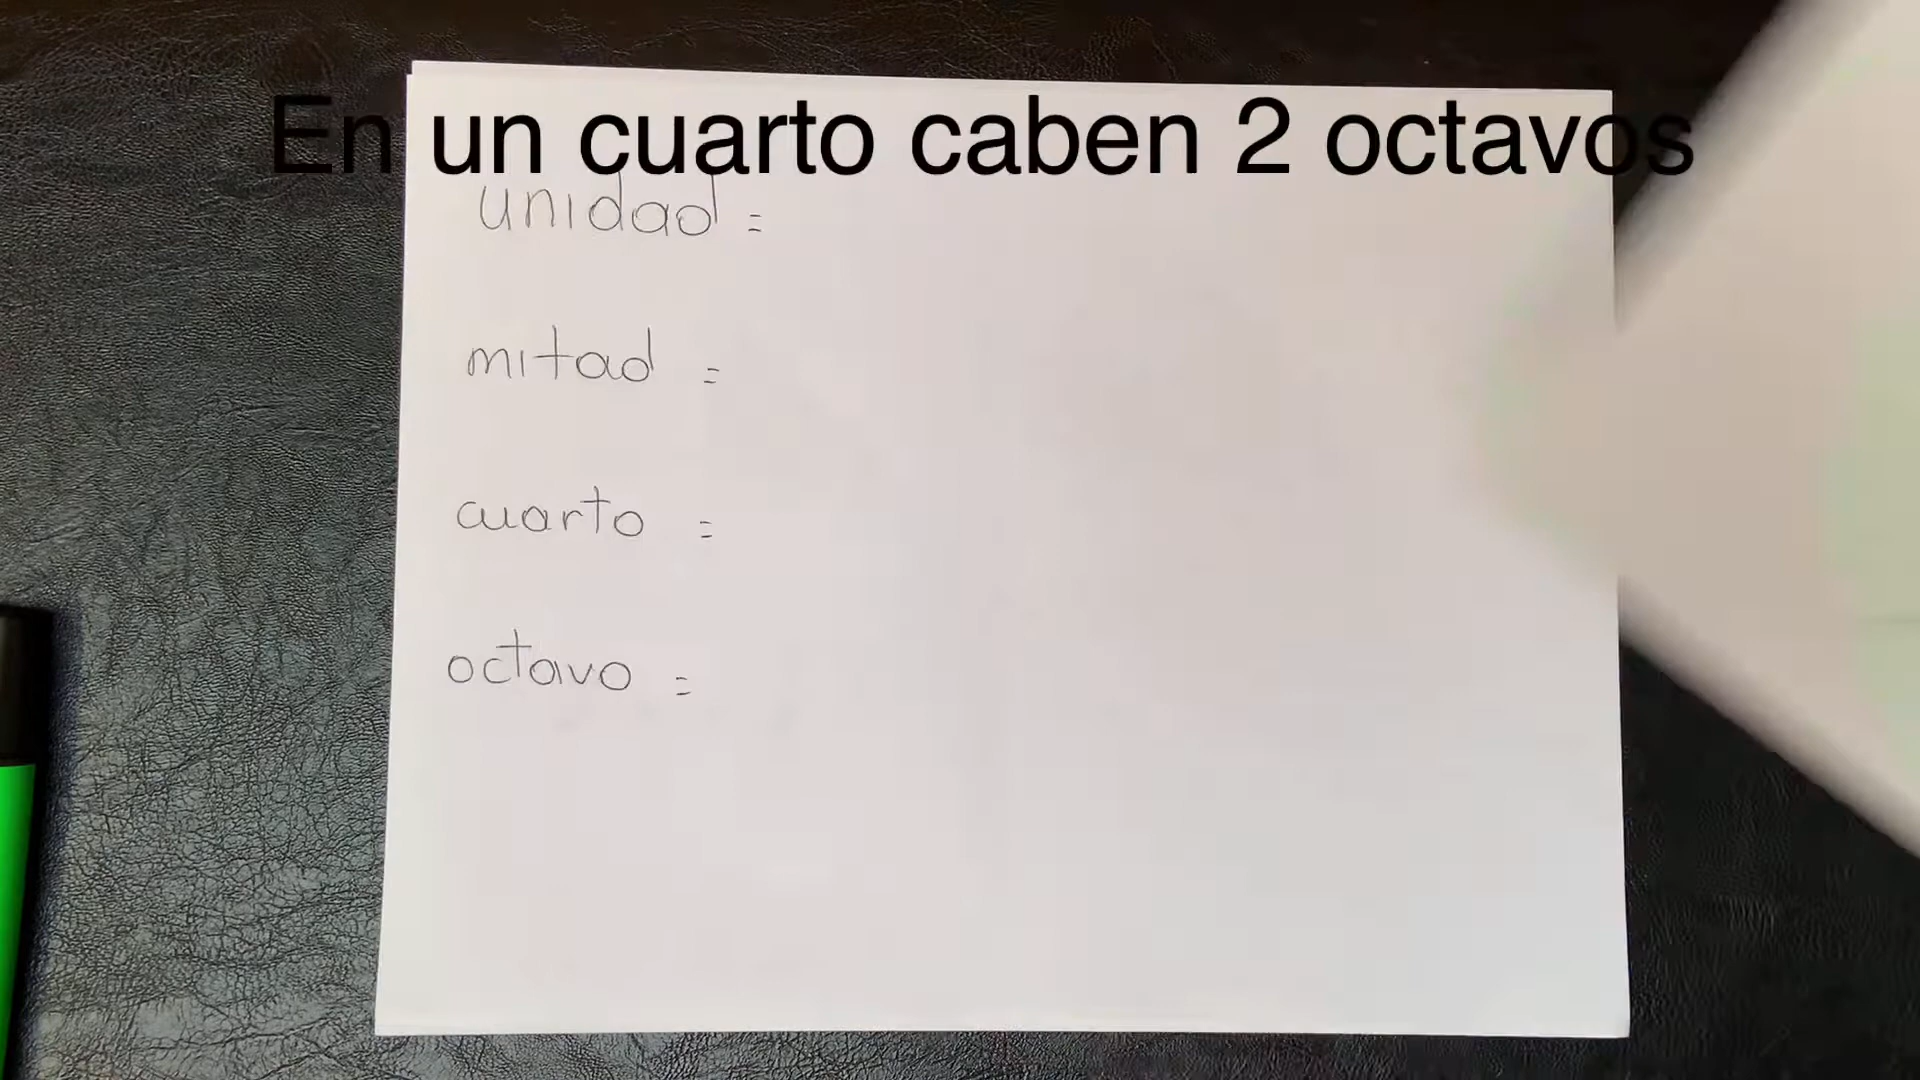 En un cuarto caben 2 octavos
unidad =
mitad =
cuarto =
octavo =